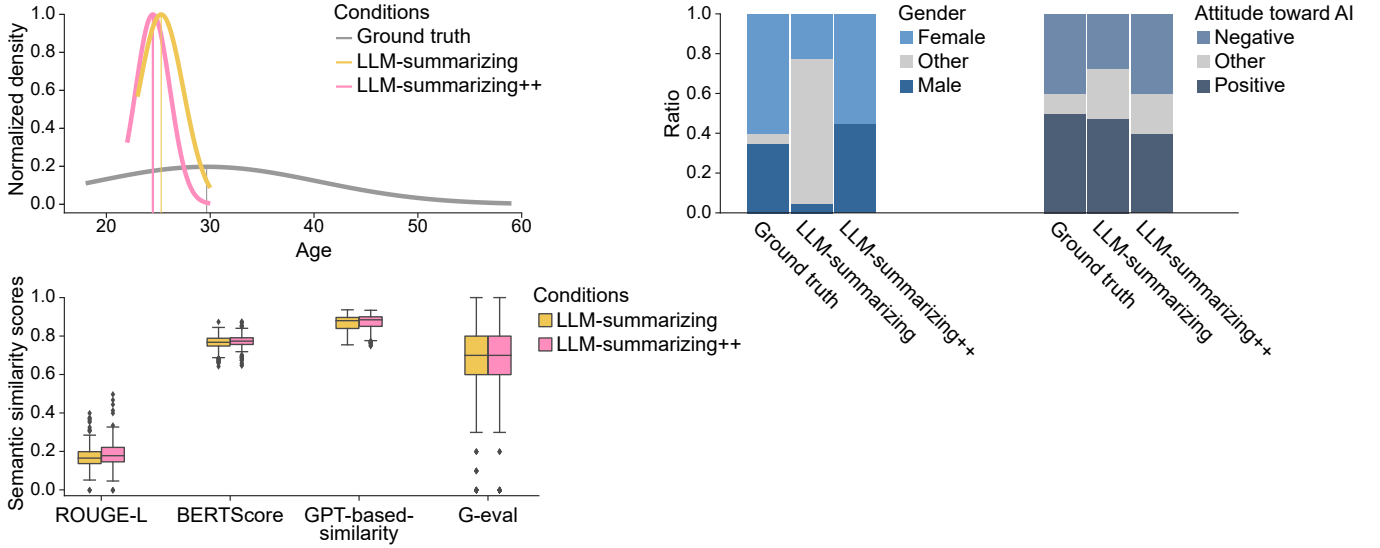 Normalized density
1.0
0.8
0.6
0.4
0.2
0.0
20
30
40
50
60
Age
Conditions
Ground truth
LLM-summarizing
LLM-summarizing++
Ratio
1.0
0.8
0.6
0.4
0.2
0.0
Gender
Female
Other
Male
Attitude toward AI
Negative
Other
Positive
Ground truth
LLM-summarizing
LLM-summarizing++
Ground truth
LLM-summarizing
LLM-summarizing++
Semantic similarity scores
1.0
0.8
0.6
0.4
0.2
0.0
ROUGE-L
BERTScore
GPT-based-
similarity
G-eval
Conditions
LLM-summarizing
LLM-summarizing++